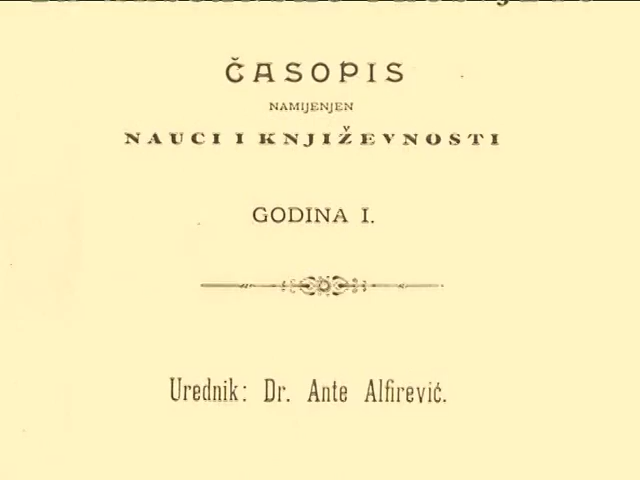 ČASOPIS
NAMIJENJEN
NAUCI I KNJIŽEVNOSTI
GODINA I.
Urednik: Dr. Ante Alfirević.